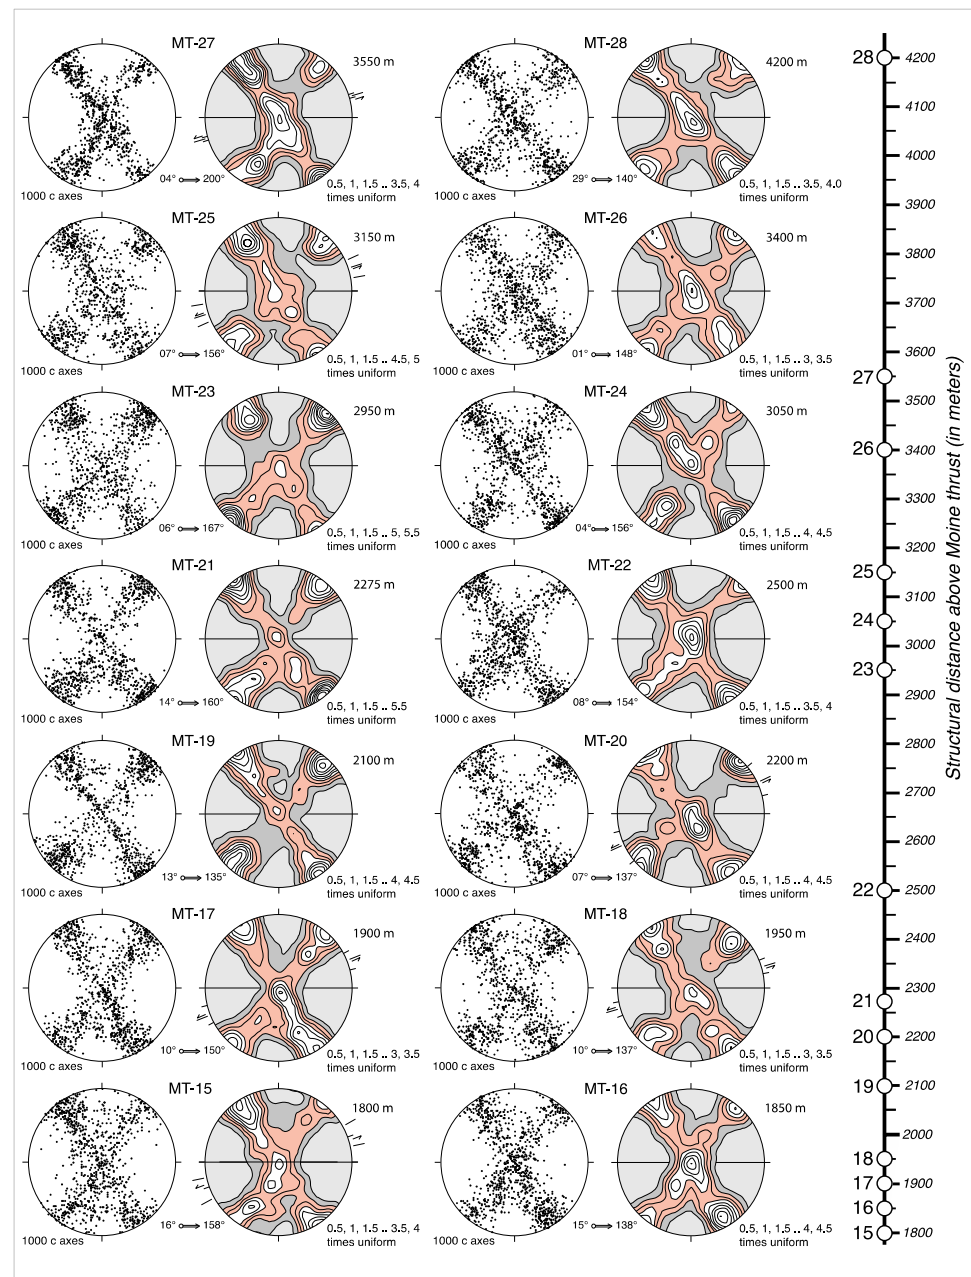 MT-27
3550 m
04° 200°
1000 c axes
0.5, 1, 1.5 .. 3.5, 4
times uniform
MT-28
4200 m
29° 140°
1000 c axes
0.5, 1, 1.5 .. 3.5, 4.0
times uniform
MT-25
3150 m
07° 156°
1000 c axes
0.5, 1, 1.5 .. 4.5, 5
times uniform
MT-26
3400 m
01° 148°
1000 c axes
0.5, 1, 1.5 .. 3, 3.5
times uniform
MT-23
2950 m
06° 167°
1000 c axes
0.5, 1, 1.5 .. 5, 5.5
times uniform
MT-24
3050 m
04° 156°
1000 c axes
0.5, 1, 1.5 .. 4, 4.5
times uniform
MT-21
2275 m
14° 160°
1000 c axes
0.5, 1, 1.5 .. 5.5
times uniform
MT-22
2500 m
08° 154°
1000 c axes
0.5, 1, 1.5 .. 3.5, 4
times uniform
MT-19
2100 m
13° 135°
1000 c axes
0.5, 1, 1.5 .. 4, 4.5
times uniform
MT-20
2200 m
07° 137°
1000 c axes
0.5, 1, 1.5 .. 4, 4.5
times uniform
MT-17
1900 m
10° 150°
1000 c axes
0.5, 1, 1.5 .. 3, 3.5
times uniform
MT-18
1950 m
10° 137°
1000 c axes
0.5, 1, 1.5 .. 3, 3.5
times uniform
MT-15
1800 m
16° 158°
1000 c axes
0.5, 1, 1.5 .. 3.5, 4
times uniform
MT-16
1850 m
15° 138°
1000 c axes
0.5, 1, 1.5 .. 4, 4.5
times uniform
28 4200
4100
4000
3900
3800
3700
3600
27
3500
26 3400
3300
3200
25
3100
24
3000
23
2900
2800
2700
2600
22 2500
2400
2300
21
20 2200
19 2100
2000
18
17 1900
16
15 1800
Structural distance above Moine thrust (in meters)